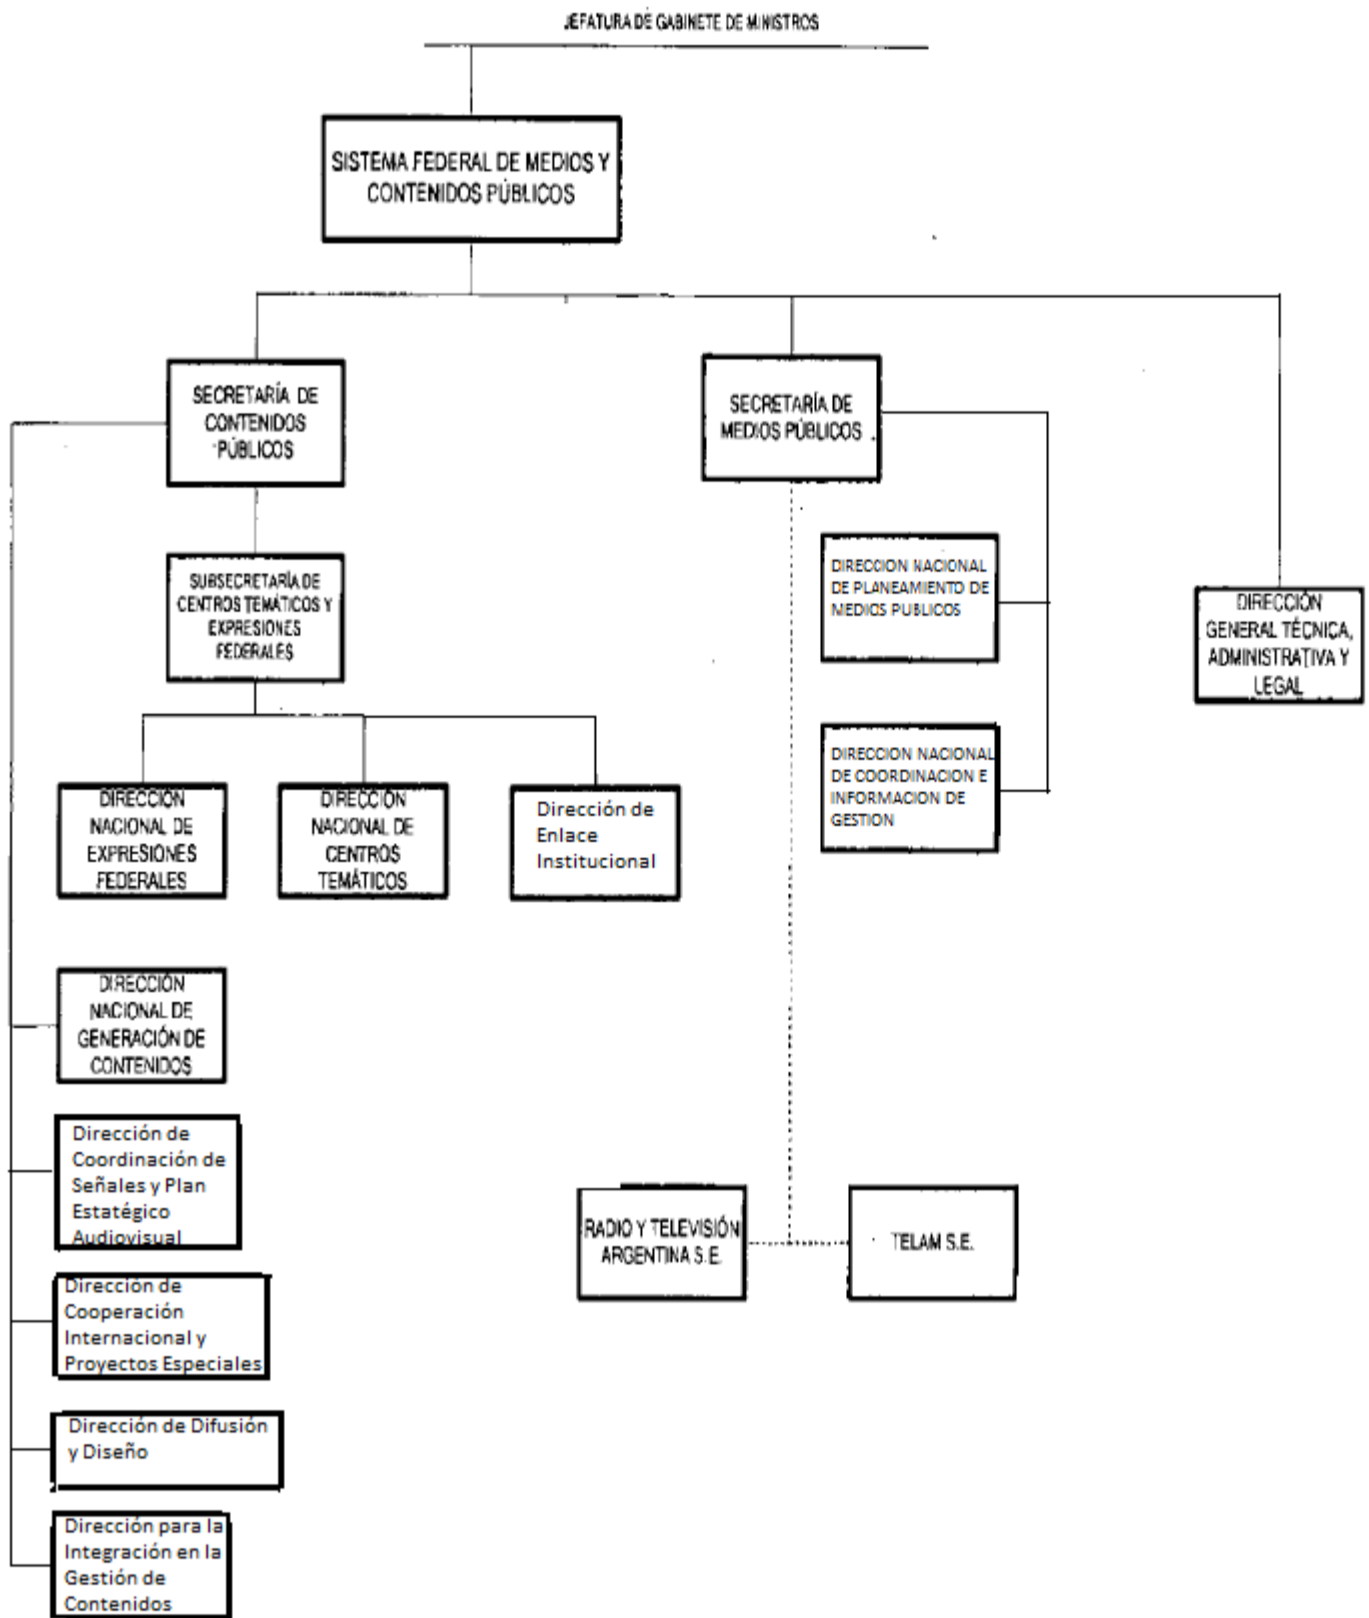 JEFATURA DE GABINETE DE MINISTROS
SISTEMA FEDERAL DE MEDIOS Y
CONTENIDOS PÚBLICOS
SECRETARÍA DE
CONTENIDOS
PÚBLICOS
SECRETARÍA DE
MEDIOS PÚBLICOS
SUBSECRETARÍA DE
CENTROS TEMÁTICOS Y
EXPRESIONES
FEDERALES
DIRECCION NACIONAL
DE PLANEAMIENTO DE
MEDIOS PUBLICOS
DIRECCIÓN
GENERAL TÉCNICA,
ADMINISTRATIVA Y
LEGAL
DIRECCION NACIONAL
DE COORDINACION E
INFORMACION DE
GESTION
DIRECCIÓN
NACIONAL DE
EXPRESIONES
FEDERALES
DIRECCIÓN
NACIONAL DE
CENTROS
TEMÁTICOS
Dirección de
Enlace
Institucional
DIRECCIÓN
NACIONAL DE
GENERACIÓN DE
CONTENIDOS
Dirección de
Coordinación de
Señales y Plan
Estatégico
Audiovisual
RADIO Y TELEVISIÓN
ARGENTINA S.E.
TELAM S.E.
Dirección de
Cooperación
Internacional y
Proyectos Especiales
Dirección de Difusión
y Diseño
Dirección para la
Integración en la
Gestión de
Contenidos